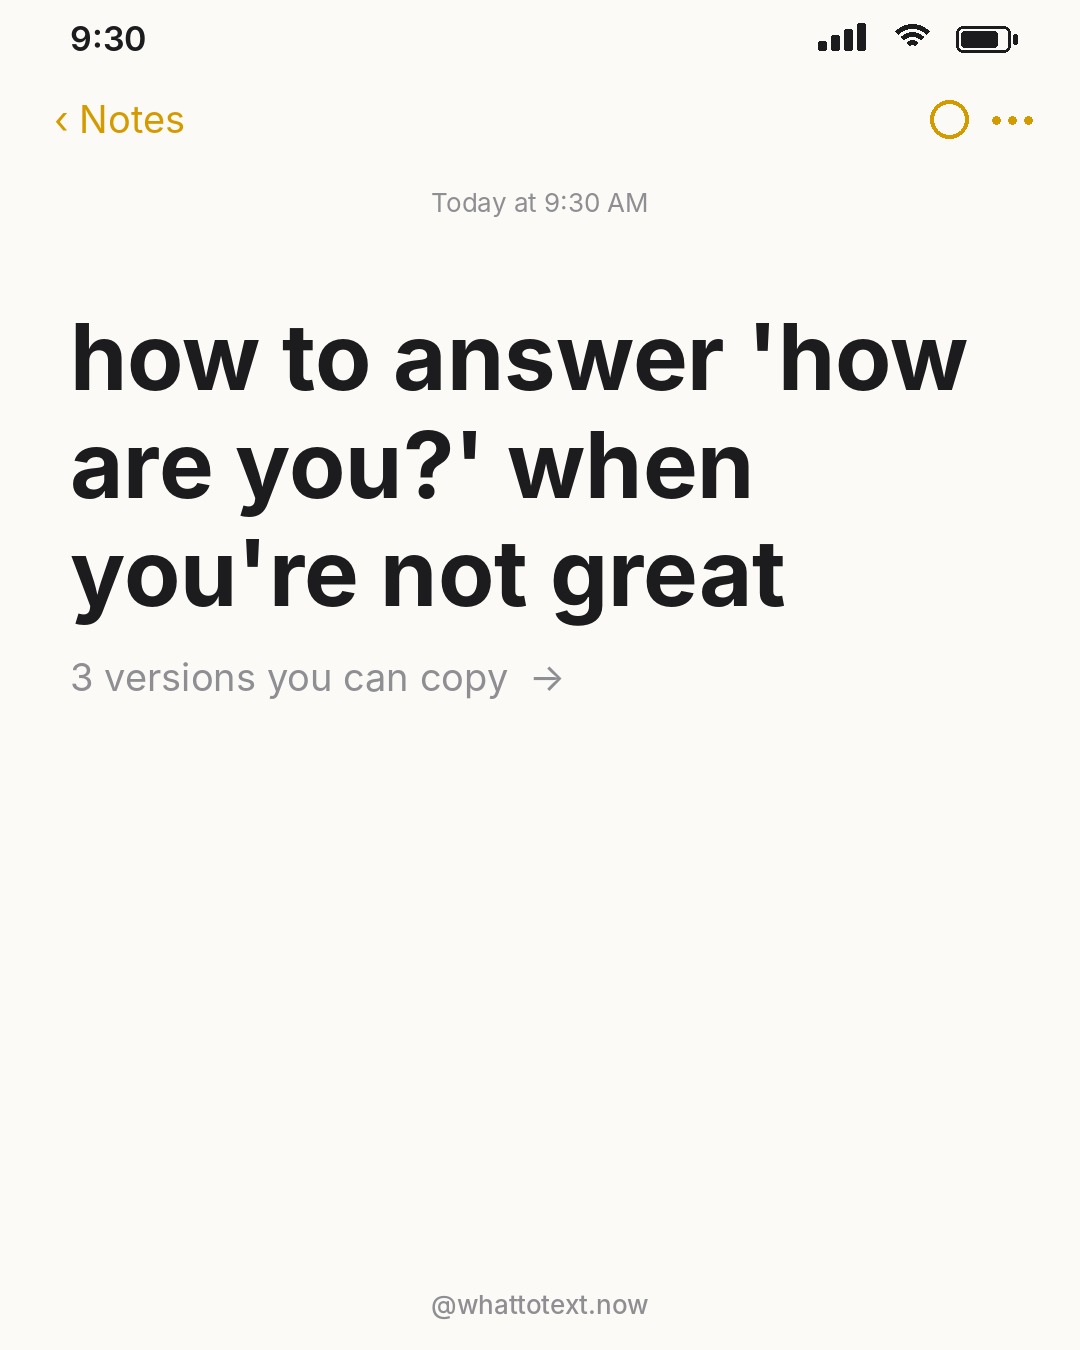 9:30
‹ Notes
Today at 9:30 AM
how to answer 'how
are you?' when
you're not great
3 versions you can copy →
@whattotext.now